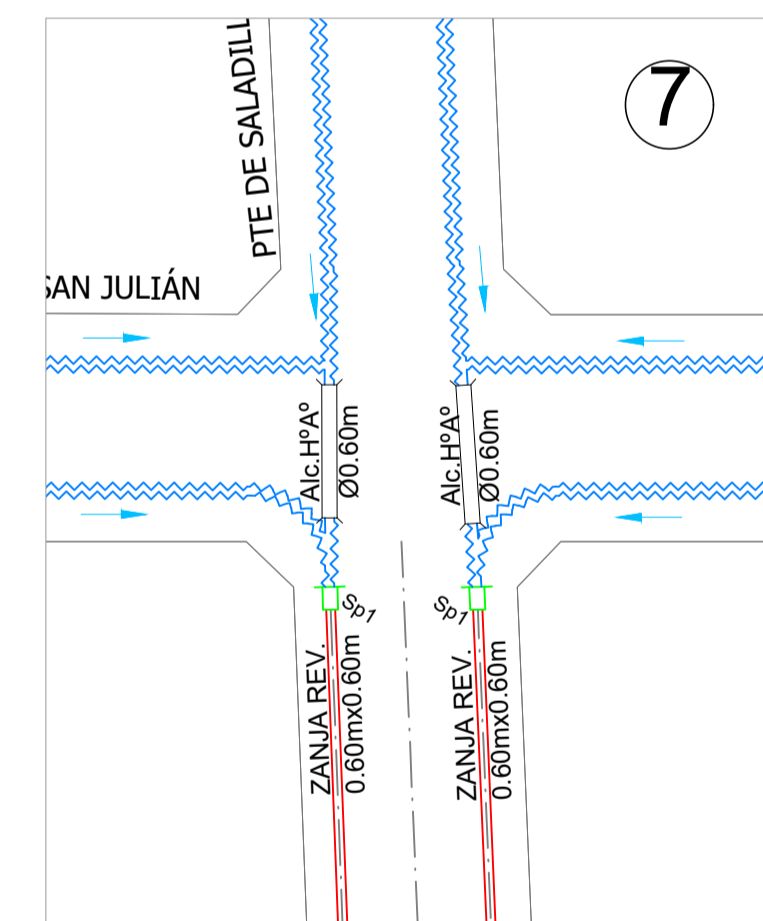 PTE DE SALADILL
7
SAN JULIÁN
Alc.HºAº
Ø0.60m
Alc.HºAº
Ø0.60m
Sp1
Sp1
ZANJA REV.
0.60mx0.60m
ZANJA REV.
0.60mx0.60m